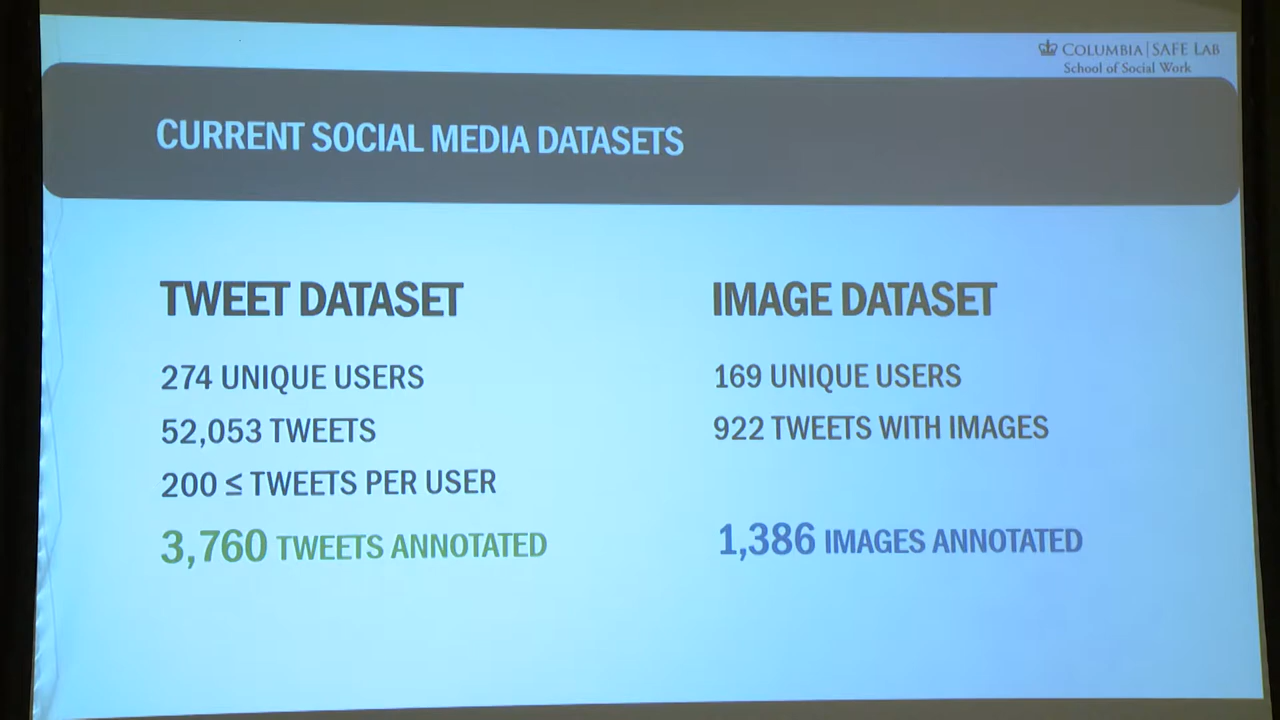 COLUMBIA | SAFE LAB
School of Social Work
CURRENT SOCIAL MEDIA DATASETS
TWEET DATASET
274 UNIQUE USERS
52,053 TWEETS
200 ≤ TWEETS PER USER
3,760 TWEETS ANNOTATED
IMAGE DATASET
169 UNIQUE USERS
922 TWEETS WITH IMAGES
1,386 IMAGES ANNOTATED